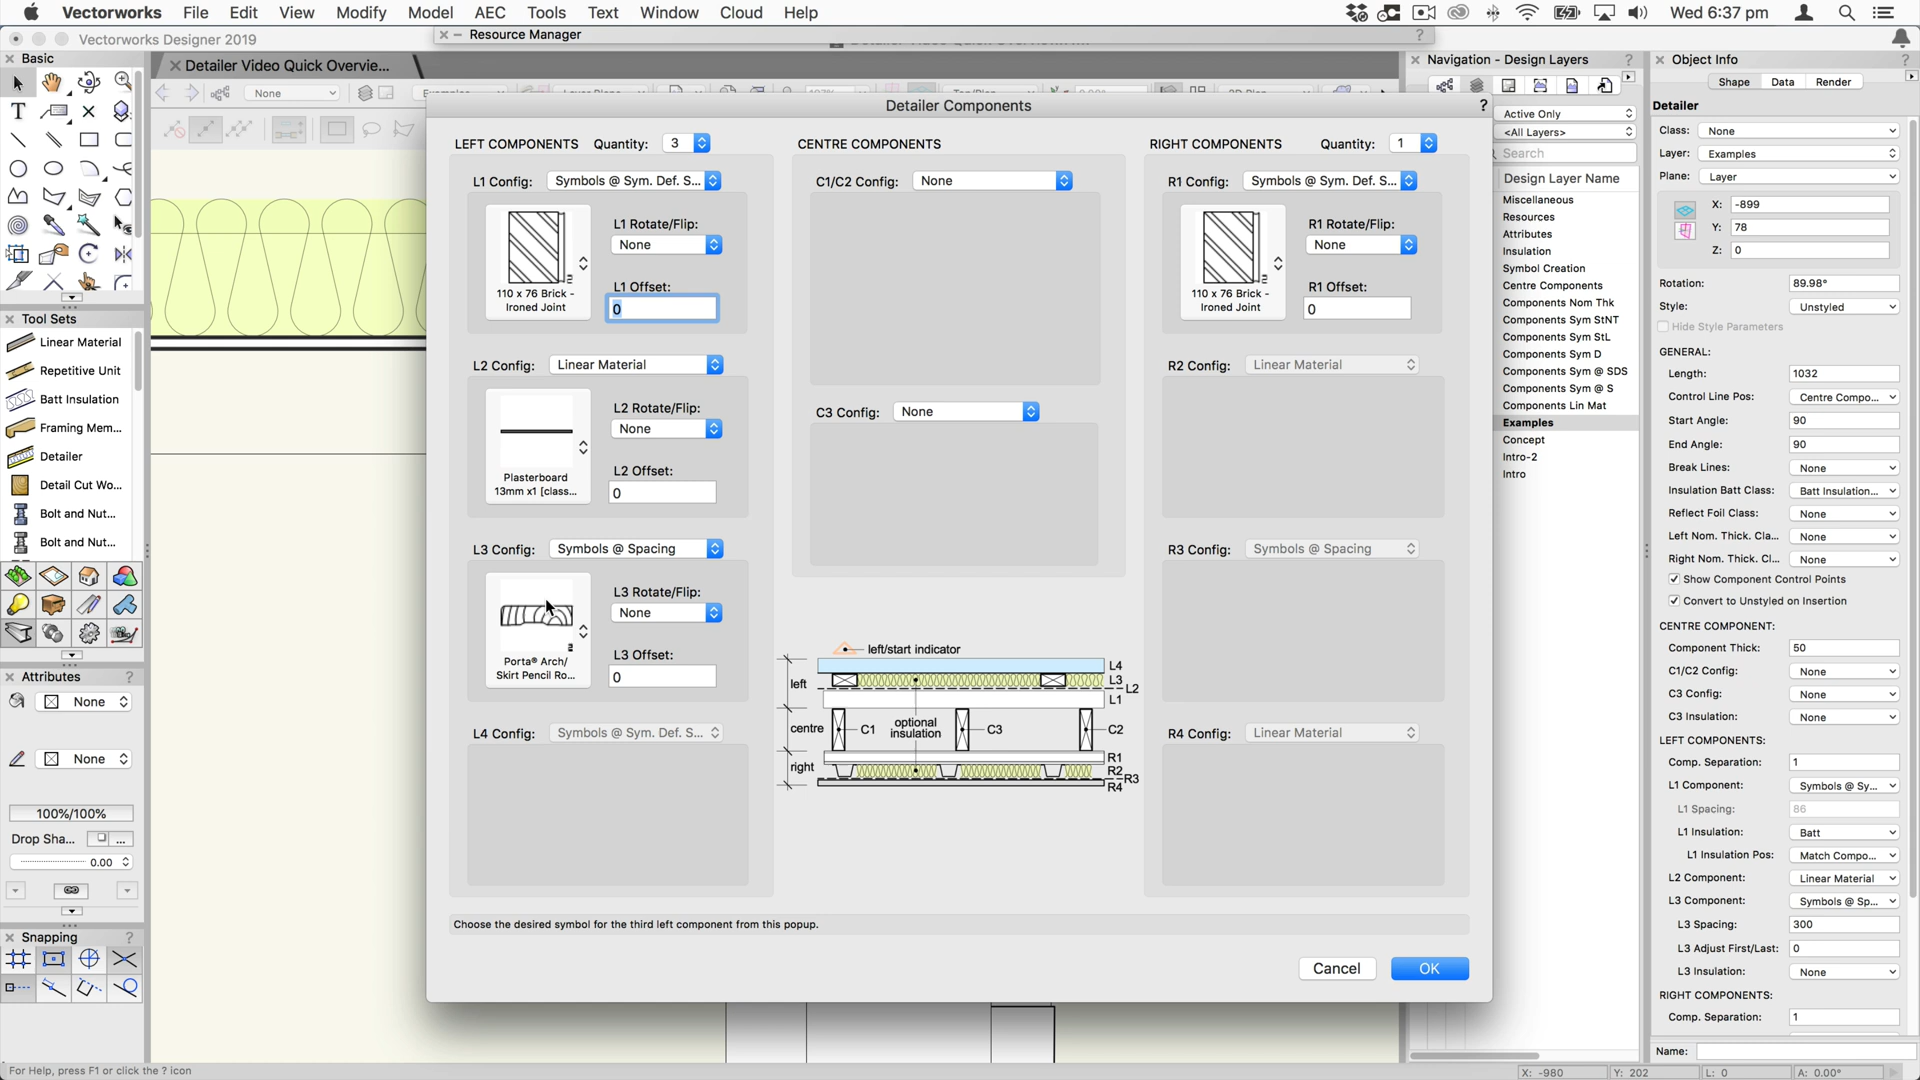 Vectorworks File Edit View Modify Model AEC Tools Text Window Cloud Help
Wed 6:37 pm
Vectorworks Designer 2019
Resource Manager
?
Basic
Detailer Video Quick Overvie...
None
Tool Sets
Linear Material
Repetitive Unit
Batt Insulation
Framing Mem...
Detailer
Detail Cut Wo...
Bolt and Nut...
Bolt and Nut...
Attributes
None
None
100%/100%
Drop Sha...
...
0.00
Snapping ?
For Help, press F1 or click the ? icon
Detailer Components
?
LEFT COMPONENTS Quantity: 3
L1 Config: Symbols @ Sym. Def. S...
110 x 76 Brick -
Ironed Joint
L1 Rotate/Flip:
None
L1 Offset:
0
L2 Config: Linear Material
Plasterboard
13mm x1 [class...
L2 Rotate/Flip:
None
L2 Offset:
0
L3 Config: Symbols @ Spacing
Porta® Arch/
Skirt Pencil Ro...
L3 Rotate/Flip:
None
L3 Offset:
0
L4 Config: Symbols @ Sym. Def. S...
CENTRE COMPONENTS
C1/C2 Config: None
C3 Config: None
left/start indicator
left
centre
right
L4
L3
L2
L1
C1
optional
insulation
C3
C2
R1
R2
R3
R4
RIGHT COMPONENTS Quantity: 1
R1 Config: Symbols @ Sym. Def. S...
110 x 76 Brick -
Ironed Joint
R1 Rotate/Flip:
None
R1 Offset:
0
R2 Config: Linear Material
R3 Config: Symbols @ Spacing
R4 Config: Linear Material
Choose the desired symbol for the third left component from this popup.
Cancel OK
Navigation - Design Layers ?
Active Only
<All Layers>
Search
Design Layer Name
Miscellaneous
Resources
Attributes
Insulation
Symbol Creation
Centre Components
Components Nom Thk
Components Sym StNT
Components Sym StL
Components Sym D
Components Sym @ SDS
Components Sym @ S
Components Lin Mat
Examples
Concept
Intro-2
Intro
Object Info ?
Shape Data Render
Detailer
Class: None
Layer: Examples
Plane: Layer
X: -899
Y: 78
Z: 0
Rotation: 89.98°
Style: Unstyled
Hide Style Parameters
GENERAL:
Length: 1032
Control Line Pos: Centre Compo...
Start Angle: 90
End Angle: 90
Break Lines: None
Insulation Batt Class: Batt Insulation...
Reflect Foil Class: None
Left Nom. Thick. Cla... None
Right Nom. Thick. Cl... None
Show Component Control Points
Convert to Unstyled on Insertion
CENTRE COMPONENT:
Component Thick: 50
C1/C2 Config: None
C3 Config: None
C3 Insulation: None
LEFT COMPONENTS:
Comp. Separation: 1
L1 Component: Symbols @ Sy...
L1 Spacing: 86
L1 Insulation: Batt
L1 Insulation Pos: Match Compo...
L2 Component: Linear Material
L3 Component: Symbols @ Sp...
L3 Spacing: 300
L3 Adjust First/Last: 0
L3 Insulation: None
RIGHT COMPONENTS:
Comp. Separation: 1
Name:
X: -980 Y: 202 L: 0 A: 0.00°